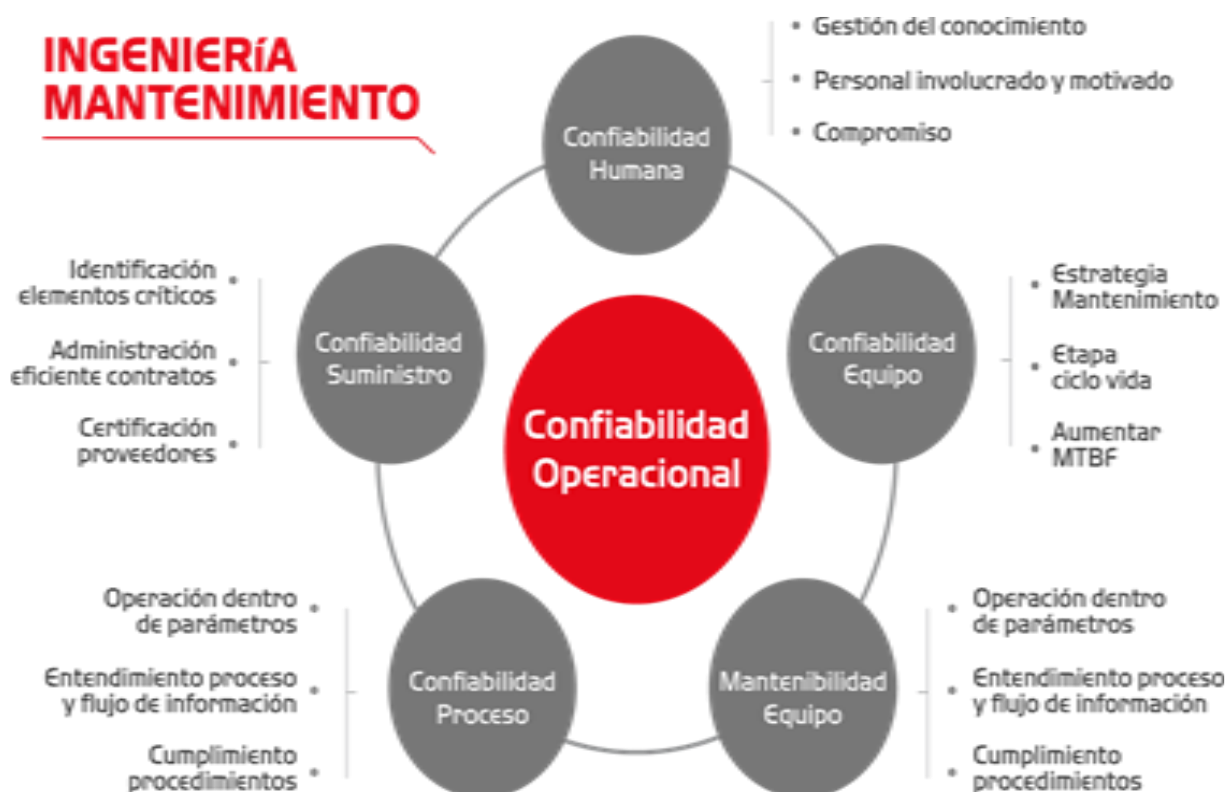 INGENIERíA
MANTENIMIENTO
Confiabilidad
Humana
• Gestión del conocimiento
• Personal involucrado y motivado
• Compromiso
Identificación
elementos críticos
Administración
eficiente contratos
Certificación
proveedores
Confiabilidad
Suministro
Confiabilidad
Operacional
Confiabilidad
Equipo
• Estrategia
Mantenimiento
• Etapa
ciclo vida
• Aumentar
MTBF
Operación dentro
de parámetros
Entendimiento proceso
y flujo de información
Cumplimiento
procedimientos
Confiabilidad
Proceso
Mantenibilidad
Equipo
• Operación dentro
de parámetros
• Entendimiento proceso
y flujo de información
• Cumplimiento
procedimientos